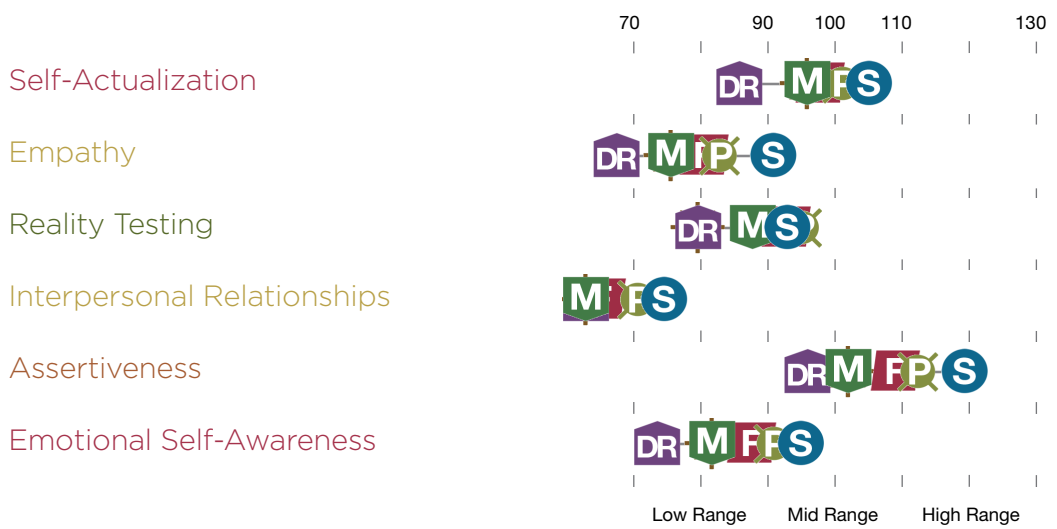 70 90 100 110 130
Self-Actualization
DR M F S
Empathy
DR M F P S
Reality Testing
DR M S
Interpersonal Relationships
M P S
Assertiveness
DR M F P S
Emotional Self-Awareness
DR M F P S
Low Range Mid Range High Range